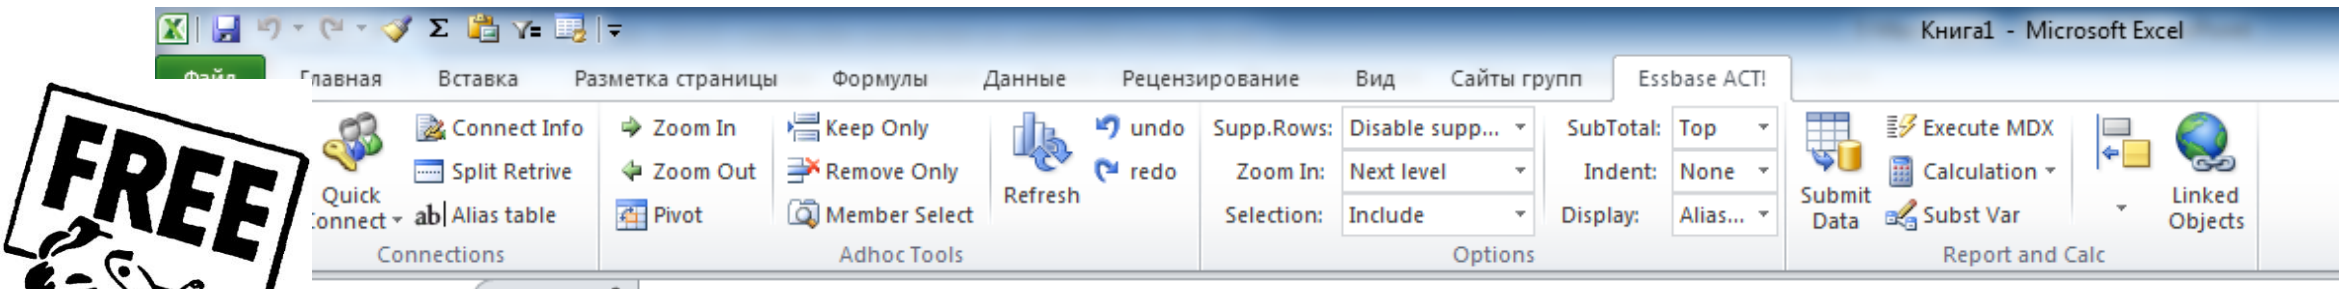 Книга1 - Microsoft Excel
Файл Главная Вставка Разметка страницы Формулы Данные Рецензирование Вид Сайты групп Essbase ACT!
FREE
Quick Connect
Connect Info
Split Retrive
ab Alias table
Connections
Zoom In
Zoom Out
Pivot
Keep Only
Remove Only
Member Select
Refresh
undo
redo
Adhoc Tools
Supp.Rows: Disable supp...
Zoom In: Next level
Selection: Include
SubTotal: Top
Indent: None
Display: Alias...
Options
Submit
Data
Execute MDX
Calculation
Subst Var
Linked
Objects
Report and Calc